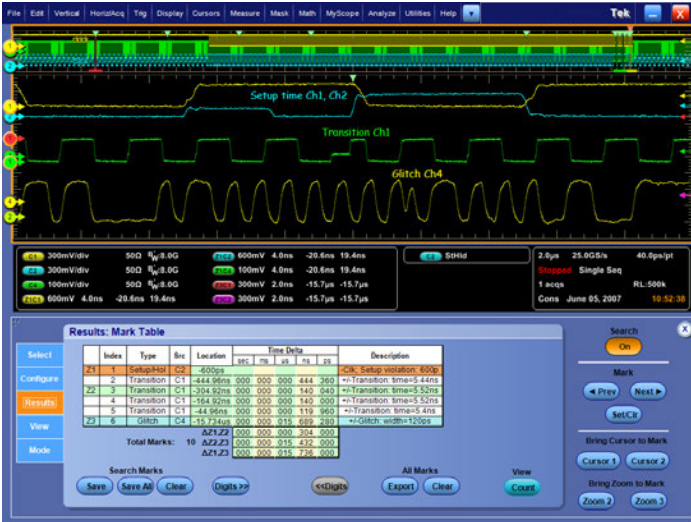 File Edit Vertical Horiz/Acq Trig Display Cursors Measure Mask Math MyScope Analyze Utilities Help Tek X
Setup time Ch1, Ch2
Transition Ch1
Glitch Ch4
C1 300mV/div 50Ω 8.0G
300mV/div 50Ω 8.0G
C4 100mV/div 50Ω 8.0G
Z1C1 600mV 4.0ns -20.6ns 19.4ns
Z1C2 600mV 4.0ns -20.6ns 19.4ns
100mV 4.0ns -20.6ns 19.4ns
300mV 2.0ns -15.7µs -15.7µs
300mV 2.0ns -15.7µs -15.7µs
StHld
2.0µs 25.0GS/s 40.0ps/pt
Stopped Single Seq
1 acqs RL:500k
Cons June 05, 2007 10:52:38
Results: Mark Table
X
Select
Configure
Results
View
Mode
Index Type Src Location Time Delta Description
sec ms us ns ps
Z1 1 Setup/Hol C2 -600ps -Clk; Setup violation: 600p
2 Transition C1 -444.96ns 000 000 000 444 360 +/-Transition: time=5.44ns
Z2 3 Transition C1 -304.92ns 000 000 000 140 040 +/-Transition: time=5.52ns
4 Transition C1 -164.92ns 000 000 000 140 000 +/-Transition: time=5.52ns
5 Transition C1 -44.96ns 000 000 000 119 960 +/-Transition: time=5.4ns
Z3 6 Glitch C4 -15.734us 000 000 015 689 280 +/-Glitch: width=120ps
ΔZ1,Z2 000 000 000 304 000
Total Marks: 10 ΔZ2,Z3 000 000 015 432 000
ΔZ1,Z3 000 000 015 736 000
Search Marks
Save Save All Clear
Digits >>
<<Digits
All Marks
Export Clear
View
Count
Search
On
Mark
Prev Next
Set/Clr
Bring Cursor to Mark
Cursor 1 Cursor 2
Bring Zoom to Mark
Zoom 2 Zoom 3